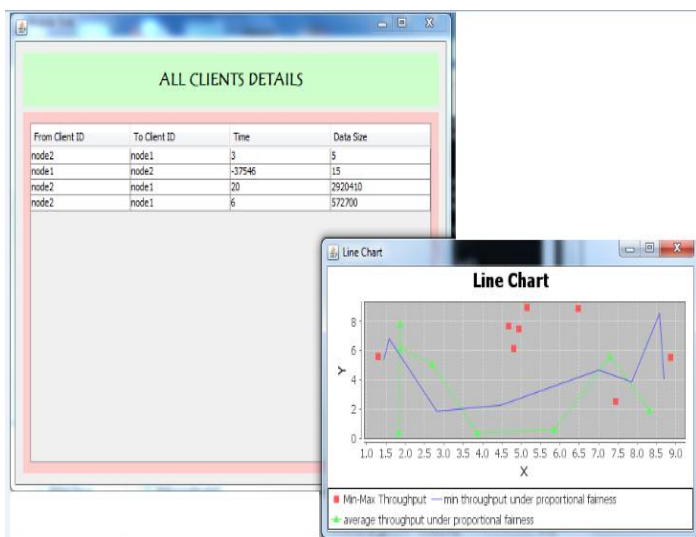 ALL CLIENTS DETAILS
From Client ID To Client ID Time Data Size
node2 node1 3 5
node1 node2 -37546 15
node2 node1 20 2920410
node2 node1 6 572700
Line Chart
Line Chart
8
6
4
2
0
Y
1.0 1.5 2.0 2.5 3.0 3.5 4.0 4.5 5.0 5.5 6.0 6.5 7.0 7.5 8.0 8.5 9.0
X
Min-Max Throughput min throughput under proportional fairness
average throughput under proportional fairness